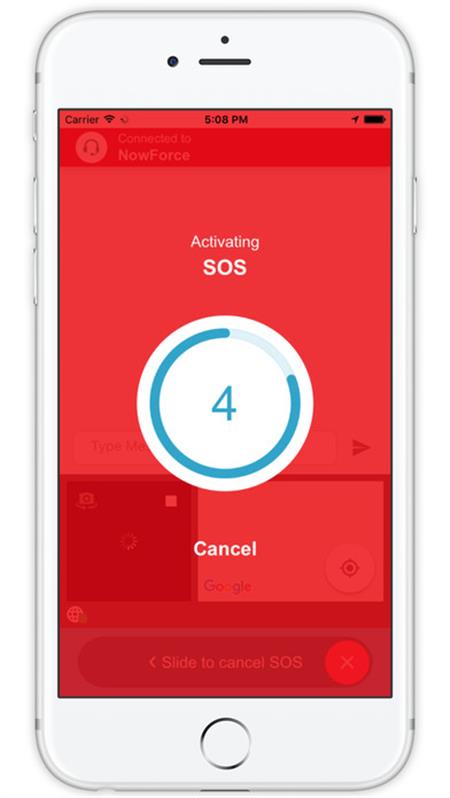 Carrier 5:08 PM
Connected to
NowForce
Activating
SOS
4
Type Me
Cancel
Google
< Slide to cancel SOS